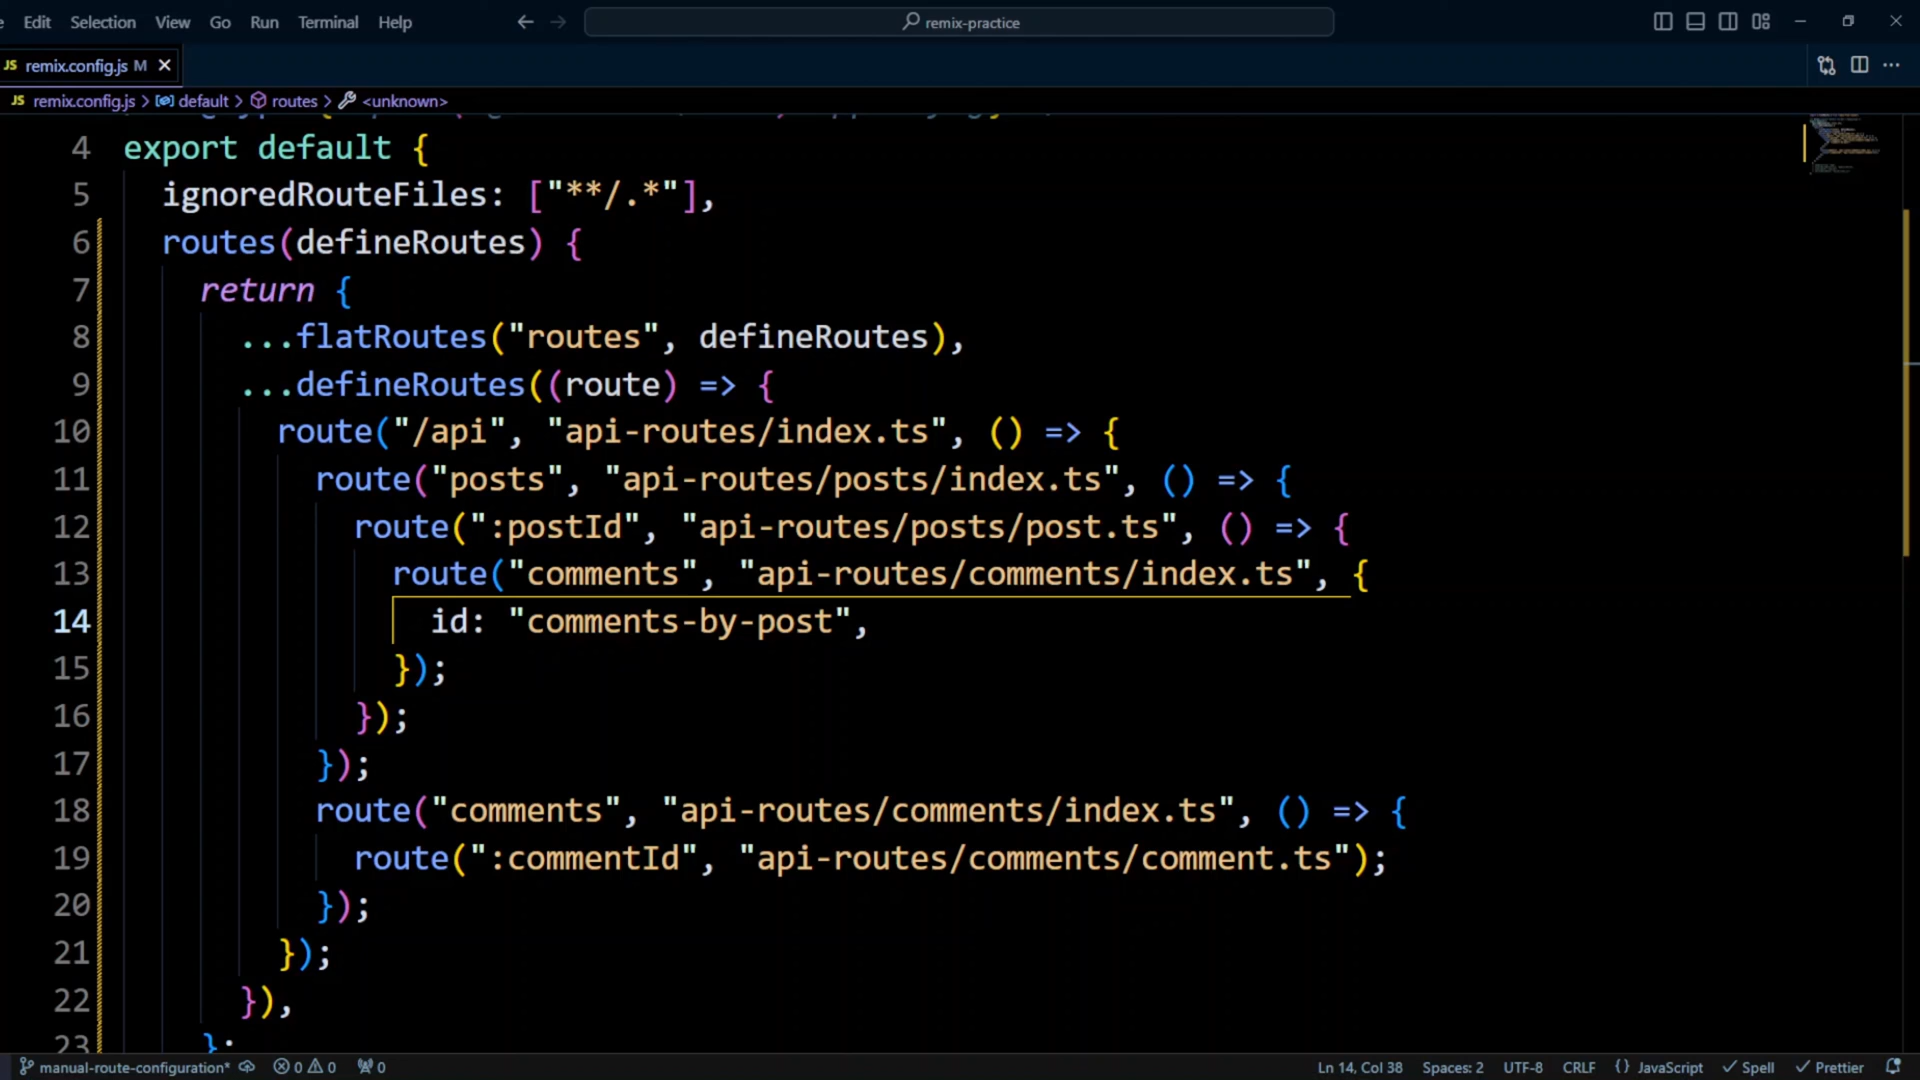 Edit Selection View Go Run Terminal Help remix-practice
JS remix.config.js M
JS remix.config.js > default > routes > <unknown>
4 export default {
5 ignoredRouteFiles: ["**/.*"],
6 routes(defineRoutes) {
7 return {
8 ...flatRoutes("routes", defineRoutes),
9 ...defineRoutes((route) => {
10 route("/api", "api-routes/index.ts", () => {
11 route("posts", "api-routes/posts/index.ts", () => {
12 route(":postId", "api-routes/posts/post.ts", () => {
13 route("comments", "api-routes/comments/index.ts", {
14 id: "comments-by-post",
15 });
16 });
17 });
18 route("comments", "api-routes/comments/index.ts", () => {
19 route(":commentId", "api-routes/comments/comment.ts");
20 });
21 });
22 }),
23 };
manual-route-configuration* 0 0 0 Ln 14, Col 38 Spaces: 2 UTF-8 CRLF {} JavaScript Spell Prettier